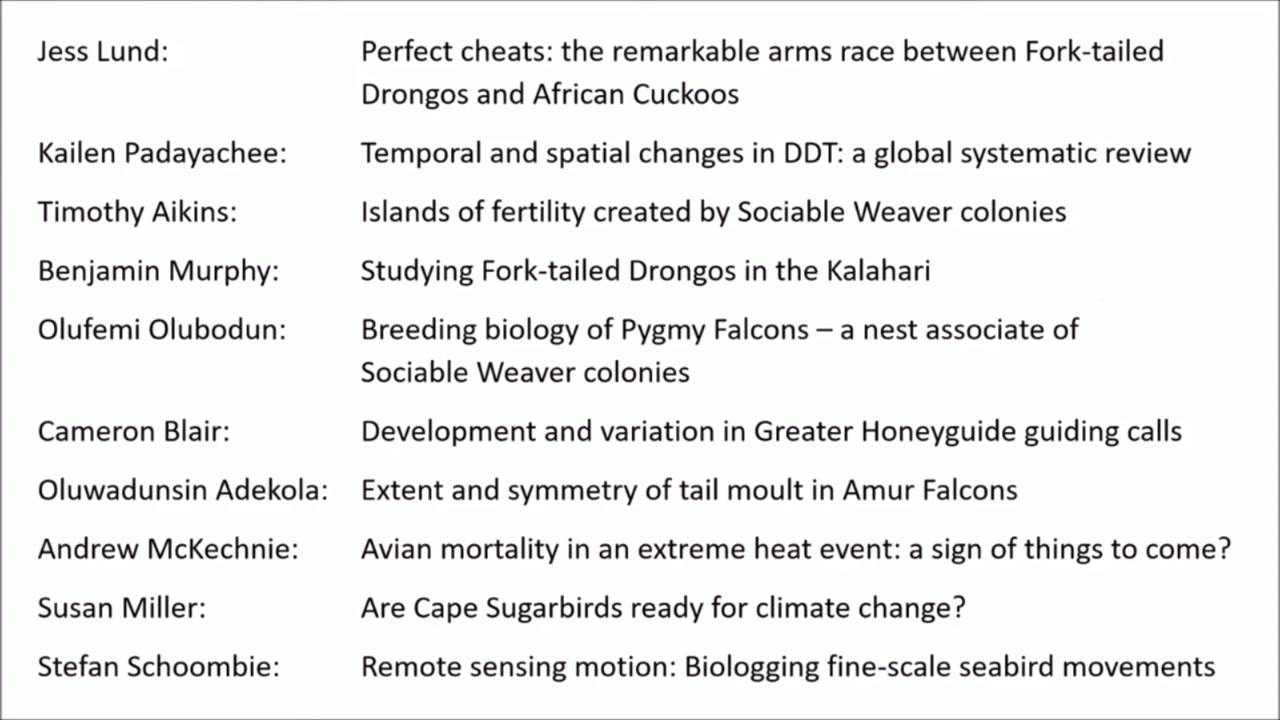 Jess Lund: Perfect cheats: the remarkable arms race between Fork-tailed
Drongos and African Cuckoos
Kailen Padayachee: Temporal and spatial changes in DDT: a global systematic review
Timothy Aikins: Islands of fertility created by Sociable Weaver colonies
Benjamin Murphy: Studying Fork-tailed Drongos in the Kalahari
Olufemi Olubodun: Breeding biology of Pygmy Falcons – a nest associate of
Sociable Weaver colonies
Cameron Blair: Development and variation in Greater Honeyguide guiding calls
Oluwadunsin Adekola: Extent and symmetry of tail moult in Amur Falcons
Andrew McKechnie: Avian mortality in an extreme heat event: a sign of things to come?
Susan Miller: Are Cape Sugarbirds ready for climate change?
Stefan Schoombie: Remote sensing motion: Biologging fine-scale seabird movements